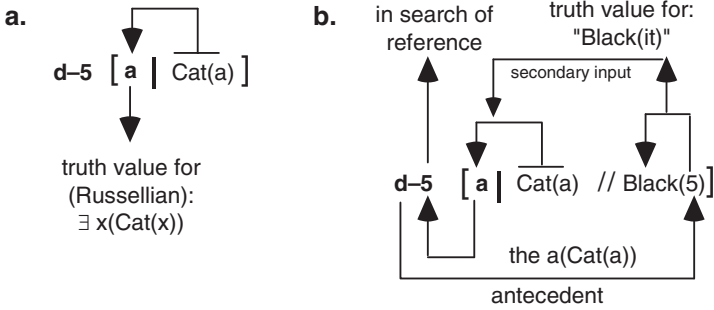 a.
d–5 [ a | Cat(a) ]
truth value for
(Russellian):
∃ x(Cat(x))
b.
in search of
reference
truth value for:
"Black(it)"
secondary input
d–5 [ a | Cat(a) // Black(5) ]
the a(Cat(a))
antecedent